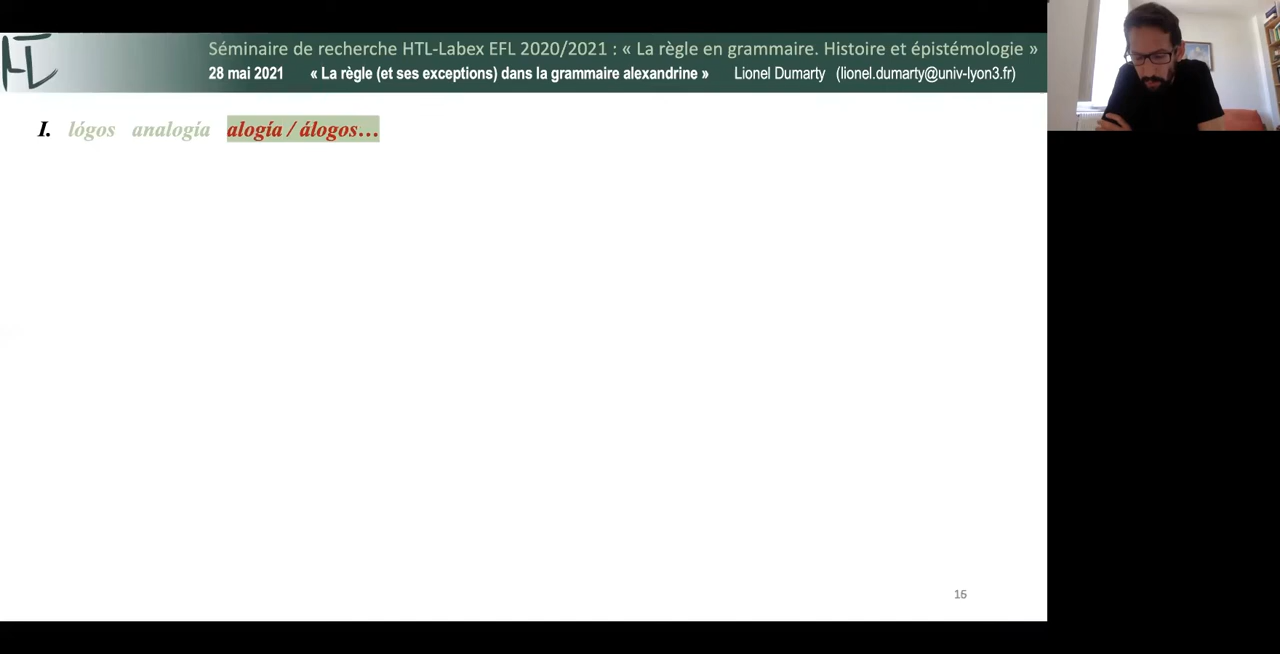 HTL
Séminaire de recherche HTL-Labex EFL 2020/2021 : « La règle en grammaire. Histoire et épistémologie »
28 mai 2021 « La règle (et ses exceptions) dans la grammaire alexandrine » Lionel Dumarty (lionel.dumarty@univ-lyon3.fr)
I. lógos analogía alogía / álogos...
15